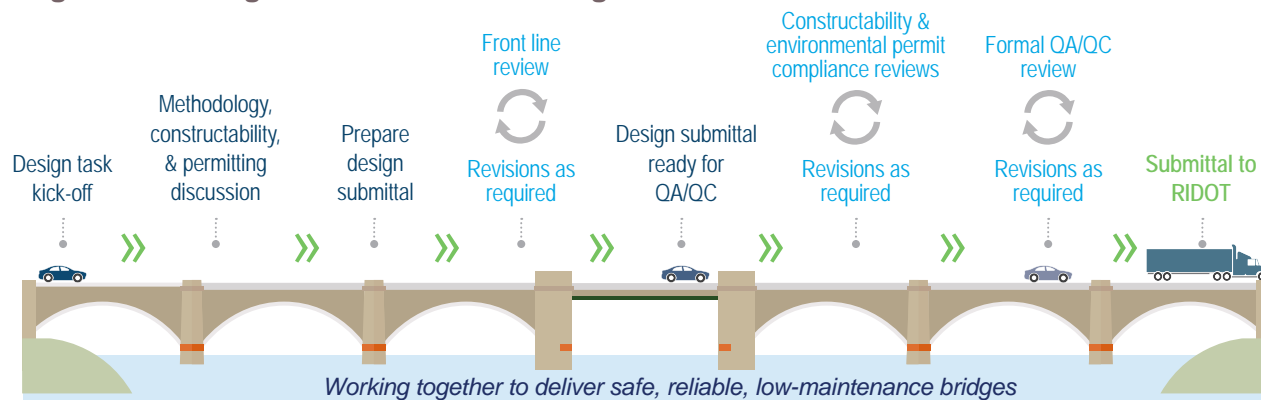 Design task
kick-off
Methodology,
constructability,
& permitting
discussion
Prepare
design
submittal
Front line
review
Revisions as
required
Design submittal
ready for
QA/QC
Constructability &
environmental permit
compliance reviews
Revisions as
required
Formal QA/QC
review
Revisions as
required
Submittal to
RIDOT
Working together to deliver safe, reliable, low-maintenance bridges